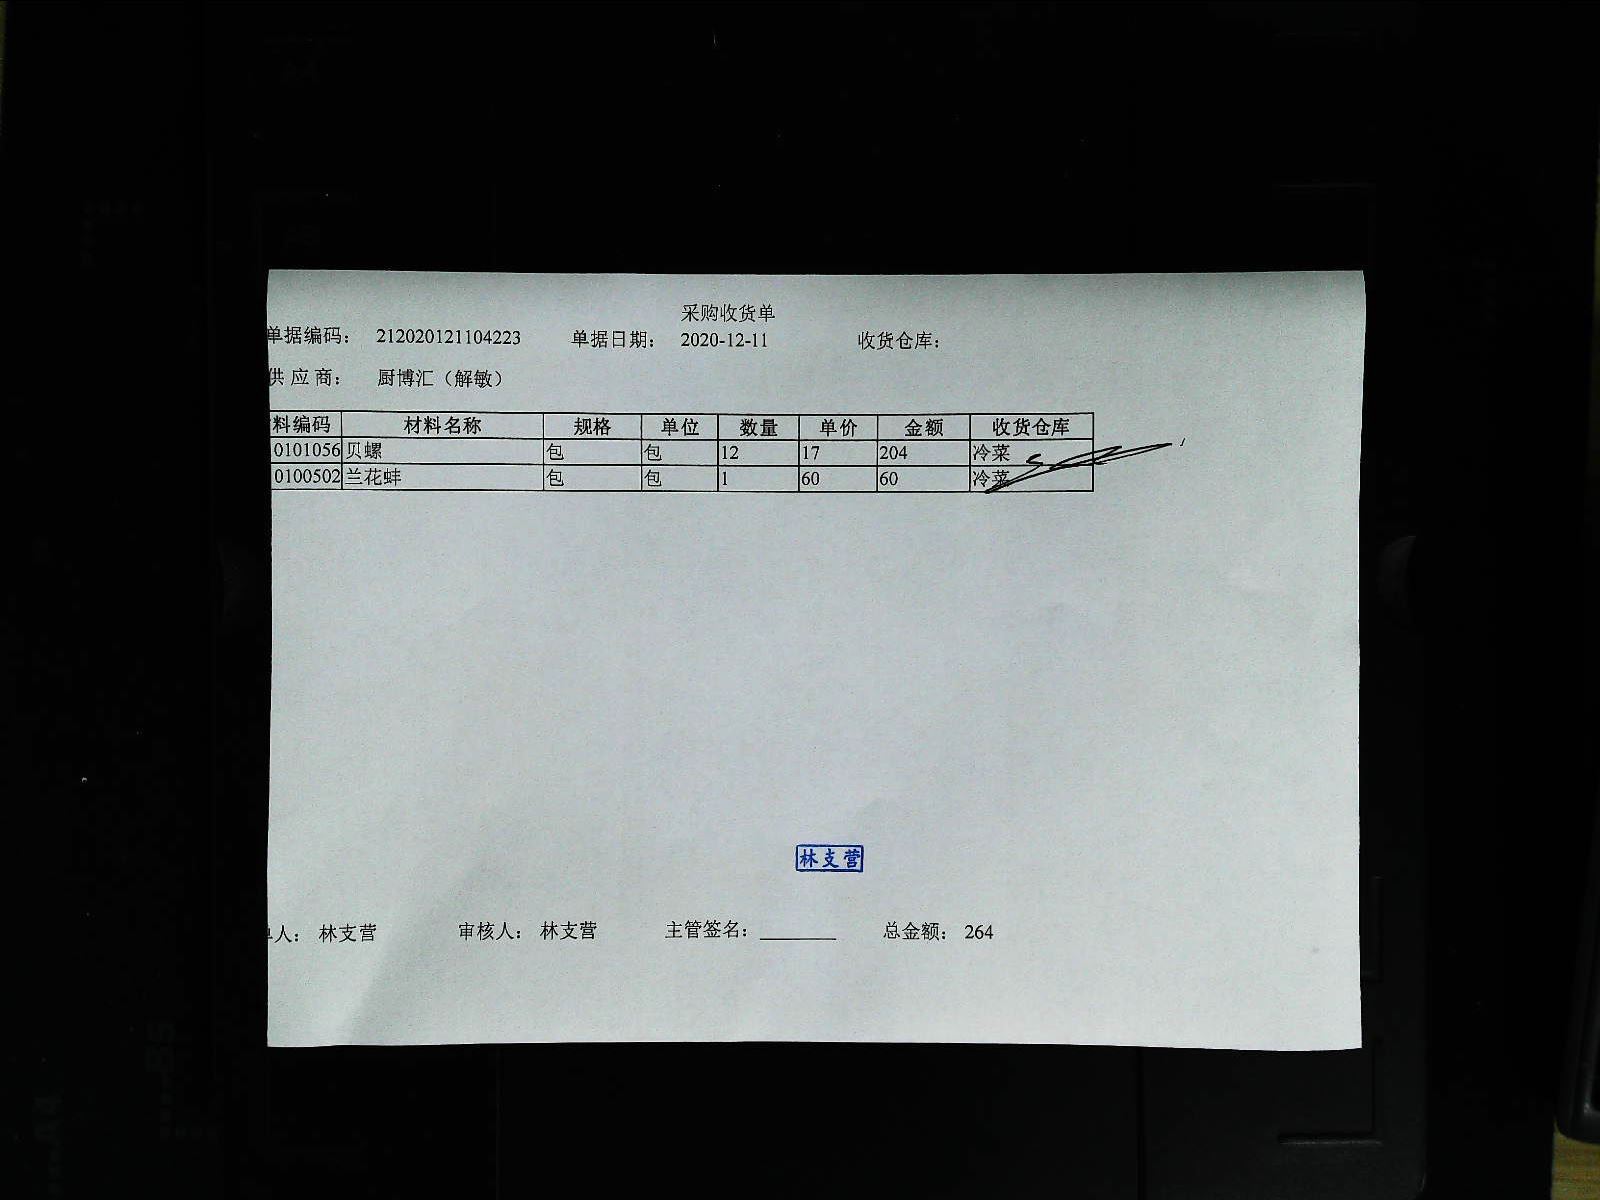 采购收货单
单据编码： 212020121104223 单据日期： 2020-12-11 收货仓库：
供应商： 厨博汇（解敏）
料编码 材料名称 规格 单位 数量 单价 金额 收货仓库
0101056 贝螺 包 包 12 17 204 冷菜
0100502 兰花蚌 包 包 1 60 60 冷菜
林支营
人： 林支营 审核人： 林支营 主管签名： 总金额： 264